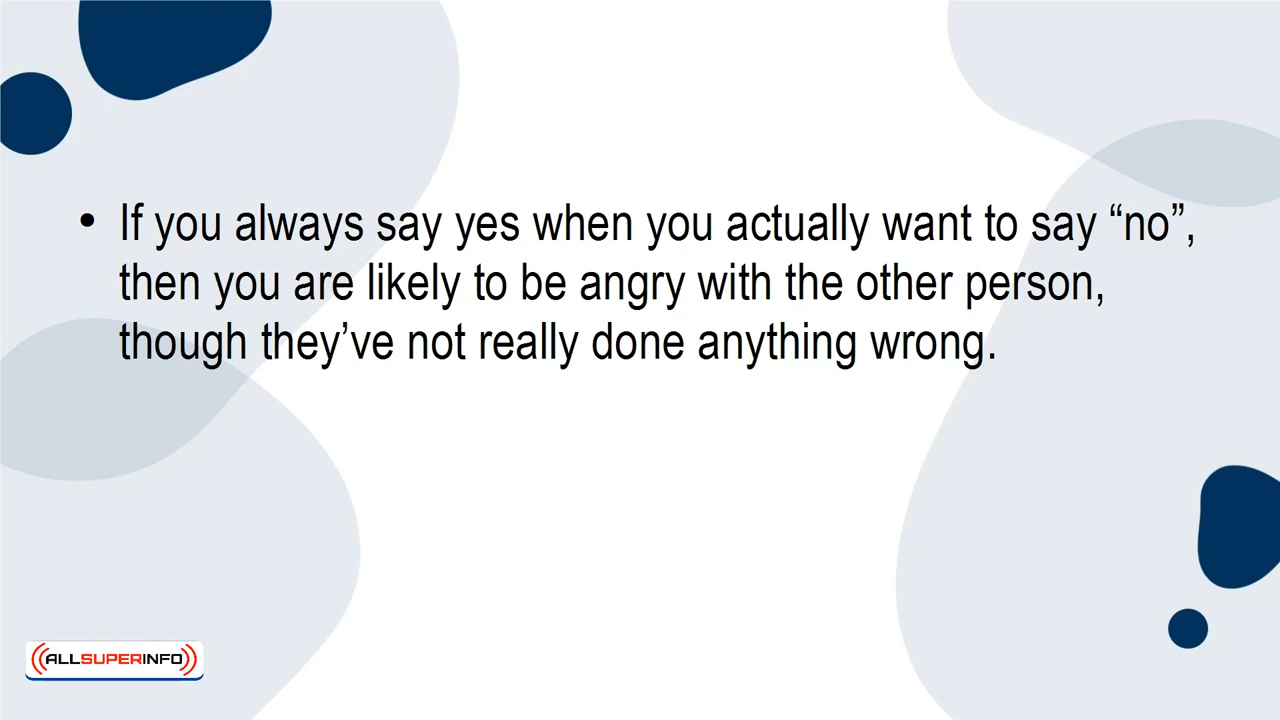 • If you always say yes when you actually want to say “no”,
then you are likely to be angry with the other person,
though they’ve not really done anything wrong.
ALLSUPERINFO